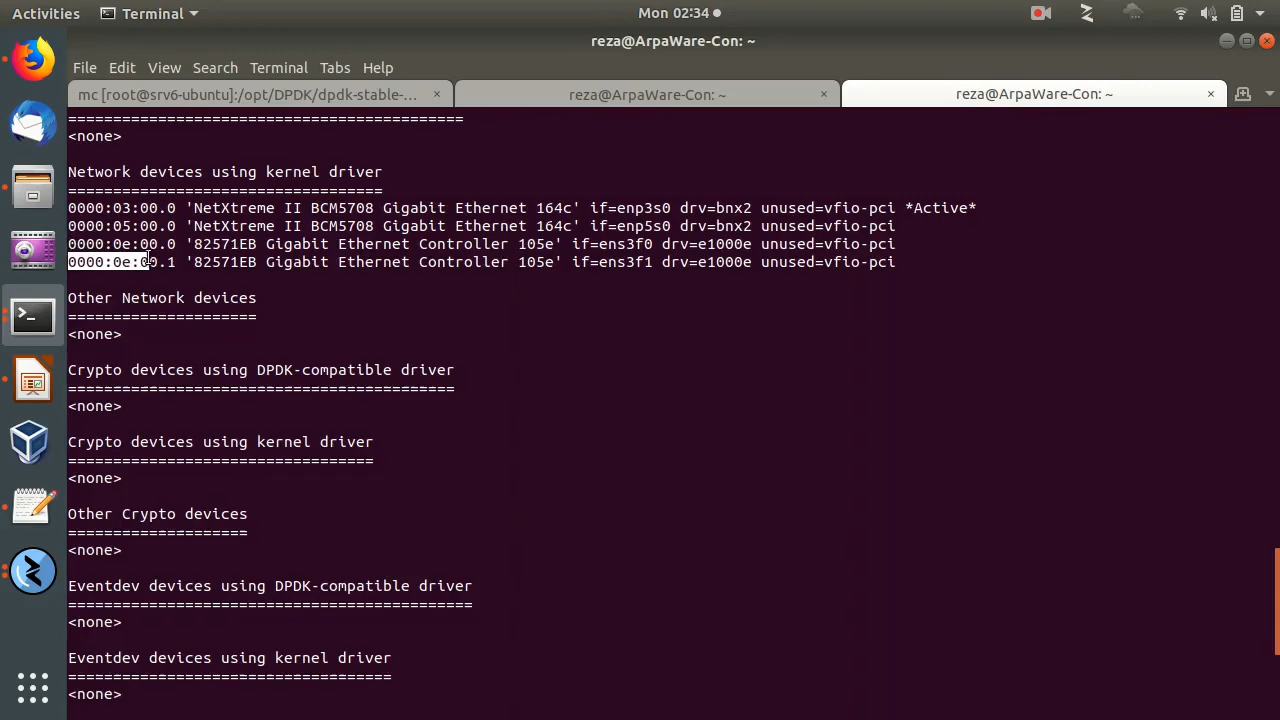 Activities
Terminal
Mon 02:34
reza@ArpaWare-Con: ~
File Edit View Search Terminal Tabs Help
mc [root@srv6-ubuntu]:/opt/DPDK/dpdk-stable-... × reza@ArpaWare-Con: ~ × reza@ArpaWare-Con: ~ ×
============================================
<none>
Network devices using kernel driver
===================================
0000:03:00.0 'NetXtreme II BCM5708 Gigabit Ethernet 164c' if=enp3s0 drv=bnx2 unused=vfio-pci *Active*
0000:05:00.0 'NetXtreme II BCM5708 Gigabit Ethernet 164c' if=enp5s0 drv=bnx2 unused=vfio-pci
0000:0e:00.0 '82571EB Gigabit Ethernet Controller 105e' if=ens3f0 drv=e1000e unused=vfio-pci
0000:0e:00.1 '82571EB Gigabit Ethernet Controller 105e' if=ens3f1 drv=e1000e unused=vfio-pci
Other Network devices
=====================
<none>
Crypto devices using DPDK-compatible driver
===========================================
<none>
Crypto devices using kernel driver
==================================
<none>
Other Crypto devices
====================
<none>
Eventdev devices using DPDK-compatible driver
=============================================
<none>
Eventdev devices using kernel driver
====================================
<none>